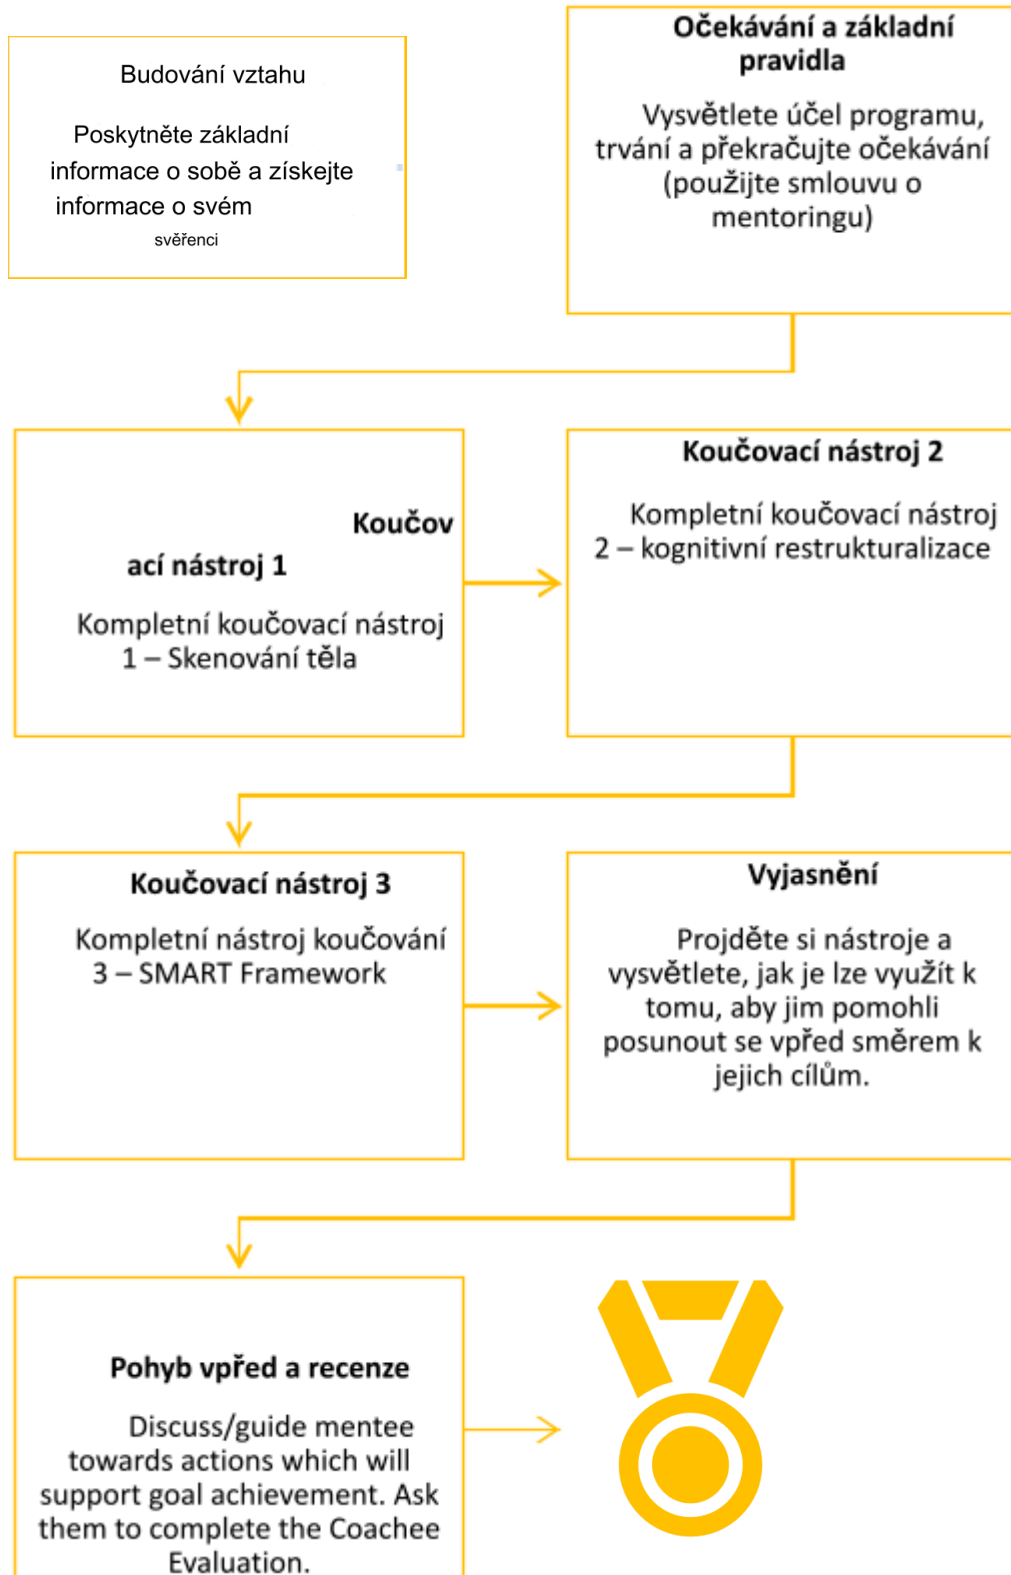 Budování vztahu
Poskytněte základní
informace o sobě a získejte
informace o svém
svěřenci
Očekávání a základní
pravidla
Vysvětlete účel programu,
trvání a překračujte očekávání
(použijte smlouvu o
mentoringu)
Koučov
ací nástroj 1
Kompletní koučovací nástroj
1 – Skenování těla
Koučovací nástroj 2
Kompletní koučovací nástroj
2 – kognitivní restrukturalizace
Koučovací nástroj 3
Kompletní nástroj koučování
3 – SMART Framework
Vyjasnění
Projděte si nástroje a
vysvětlete, jak je lze využít k
tomu, aby jim pomohli
posunout se vpřed směrem k
jejich cílům.
Pohyb vpřed a recenze
Discuss/guide mentee
towards actions which will
support goal achievement. Ask
them to complete the Coachee
Evaluation.